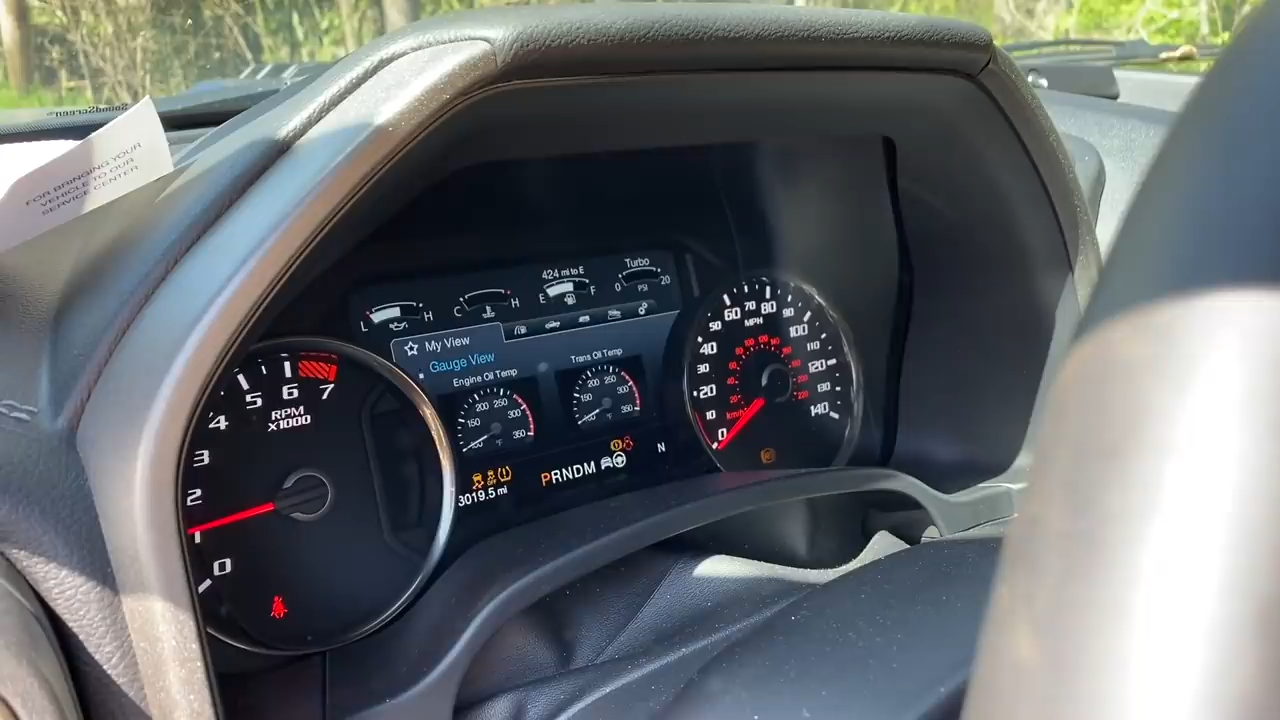 SoundScreen®
FOR BRINGING YOUR
VEHICLE TO OUR
SERVICE CENTER
424 mi to E
Turbo
L H
C H
E F
0 PSI 20
My View
Gauge View
Engine Oil Temp
Trans Oil Temp
150 200 250 300 350
°F
150 200 250 300 350
°F
0 1 2 3 4 5 6 7
RPM
x1000
0 10 20 30 40 50 60 70 80 90 100 110 120 130 140
MPH
km/h
OFF
PRNDM
N
3019.5 mi